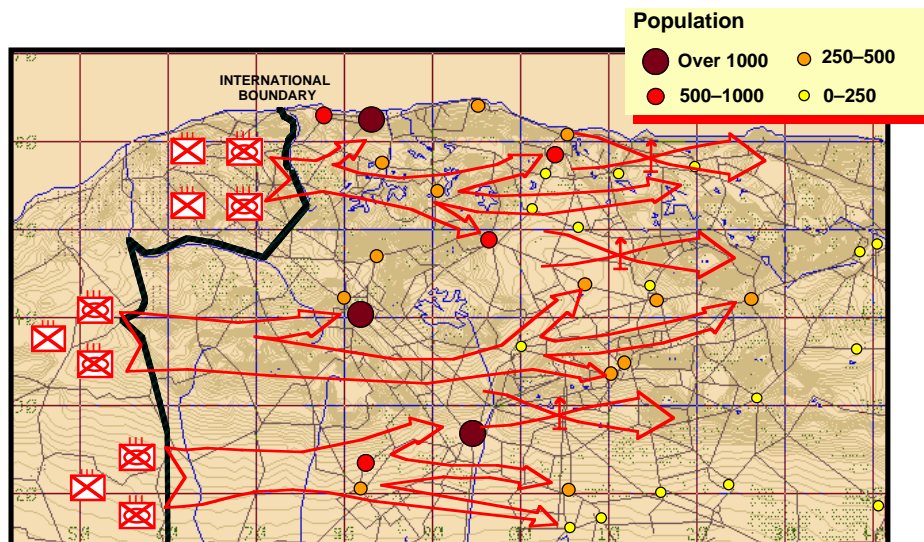 Population
Over 1000
250–500
500–1000
0–250
INTERNATIONAL
BOUNDARY